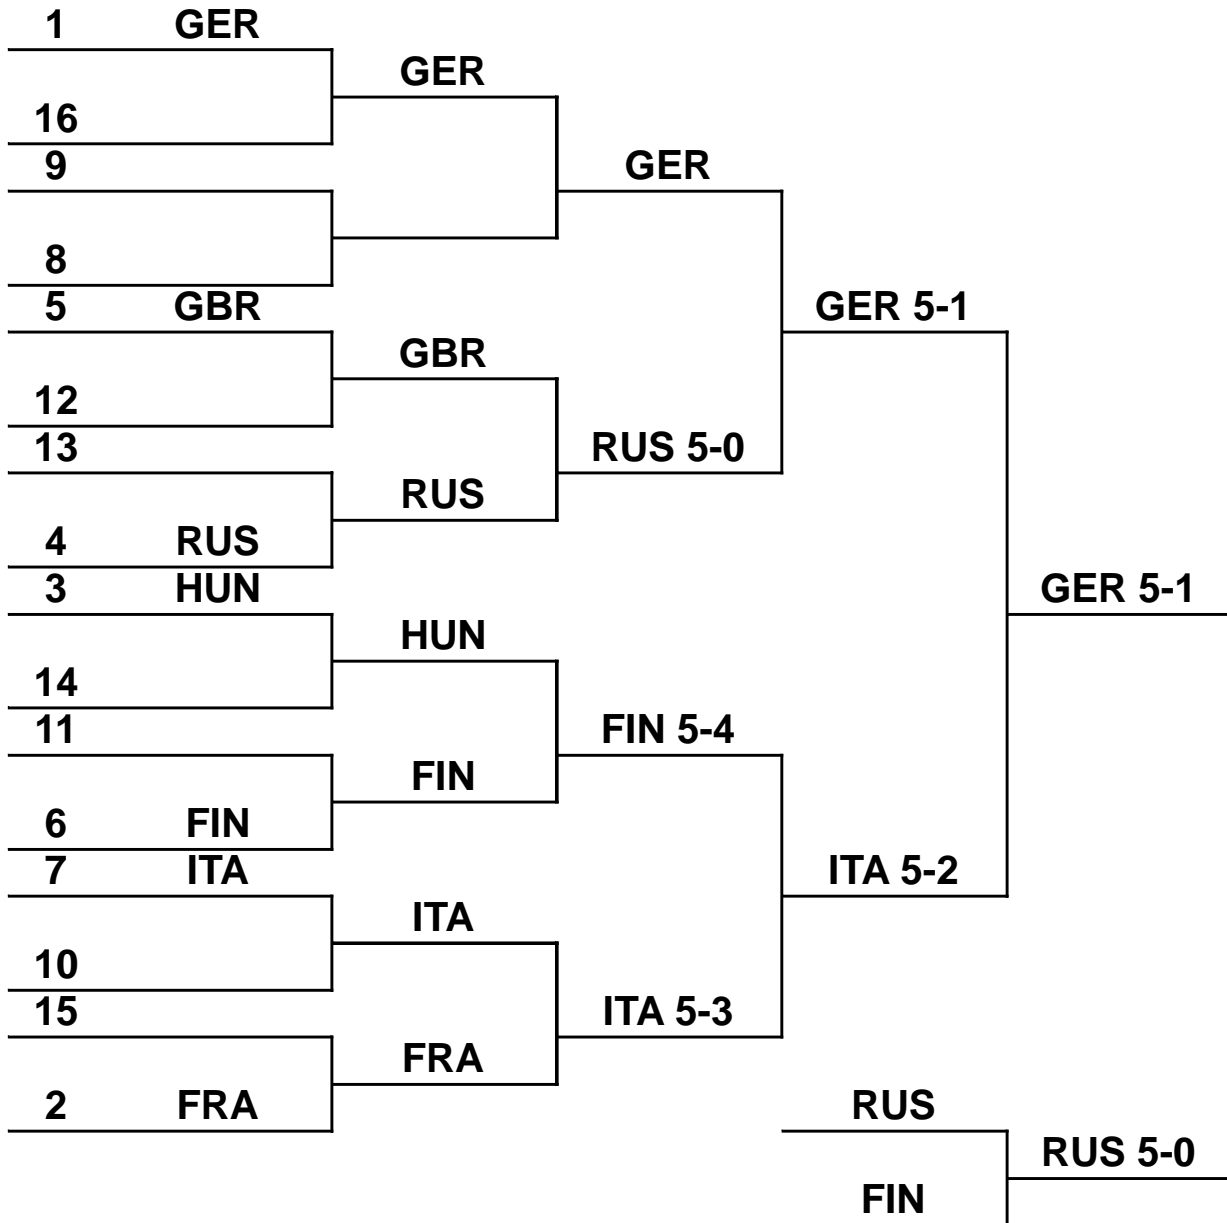 1 GER
GER
16
9
GER
8
5 GBR
GER 5-1
GBR
12
13
RUS 5-0
RUS
4 RUS
3 HUN
GER 5-1
HUN
14
11
FIN 5-4
FIN
6 FIN
7 ITA
ITA 5-2
ITA
10
15
ITA 5-3
FRA
2 FRA
RUS
RUS 5-0
FIN